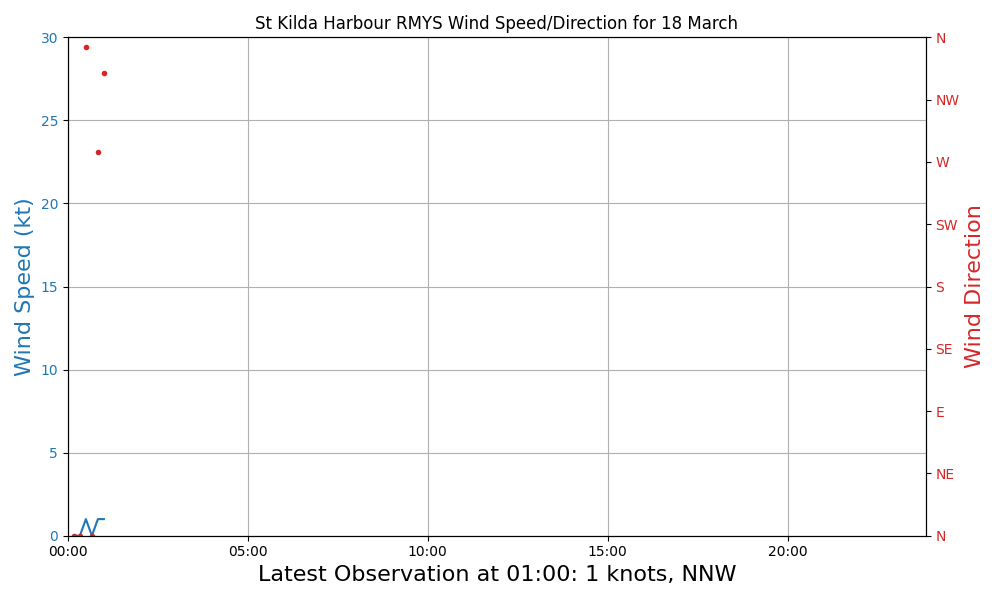 St Kilda Harbour RMYS Wind Speed/Direction for 18 March
Wind Speed (kt)
30
25
20
15
10
5
0
N
NW
W
SW
S
SE
E
NE
N
Wind Direction
00:00
05:00
10:00
15:00
20:00
Latest Observation at 01:00: 1 knots, NNW